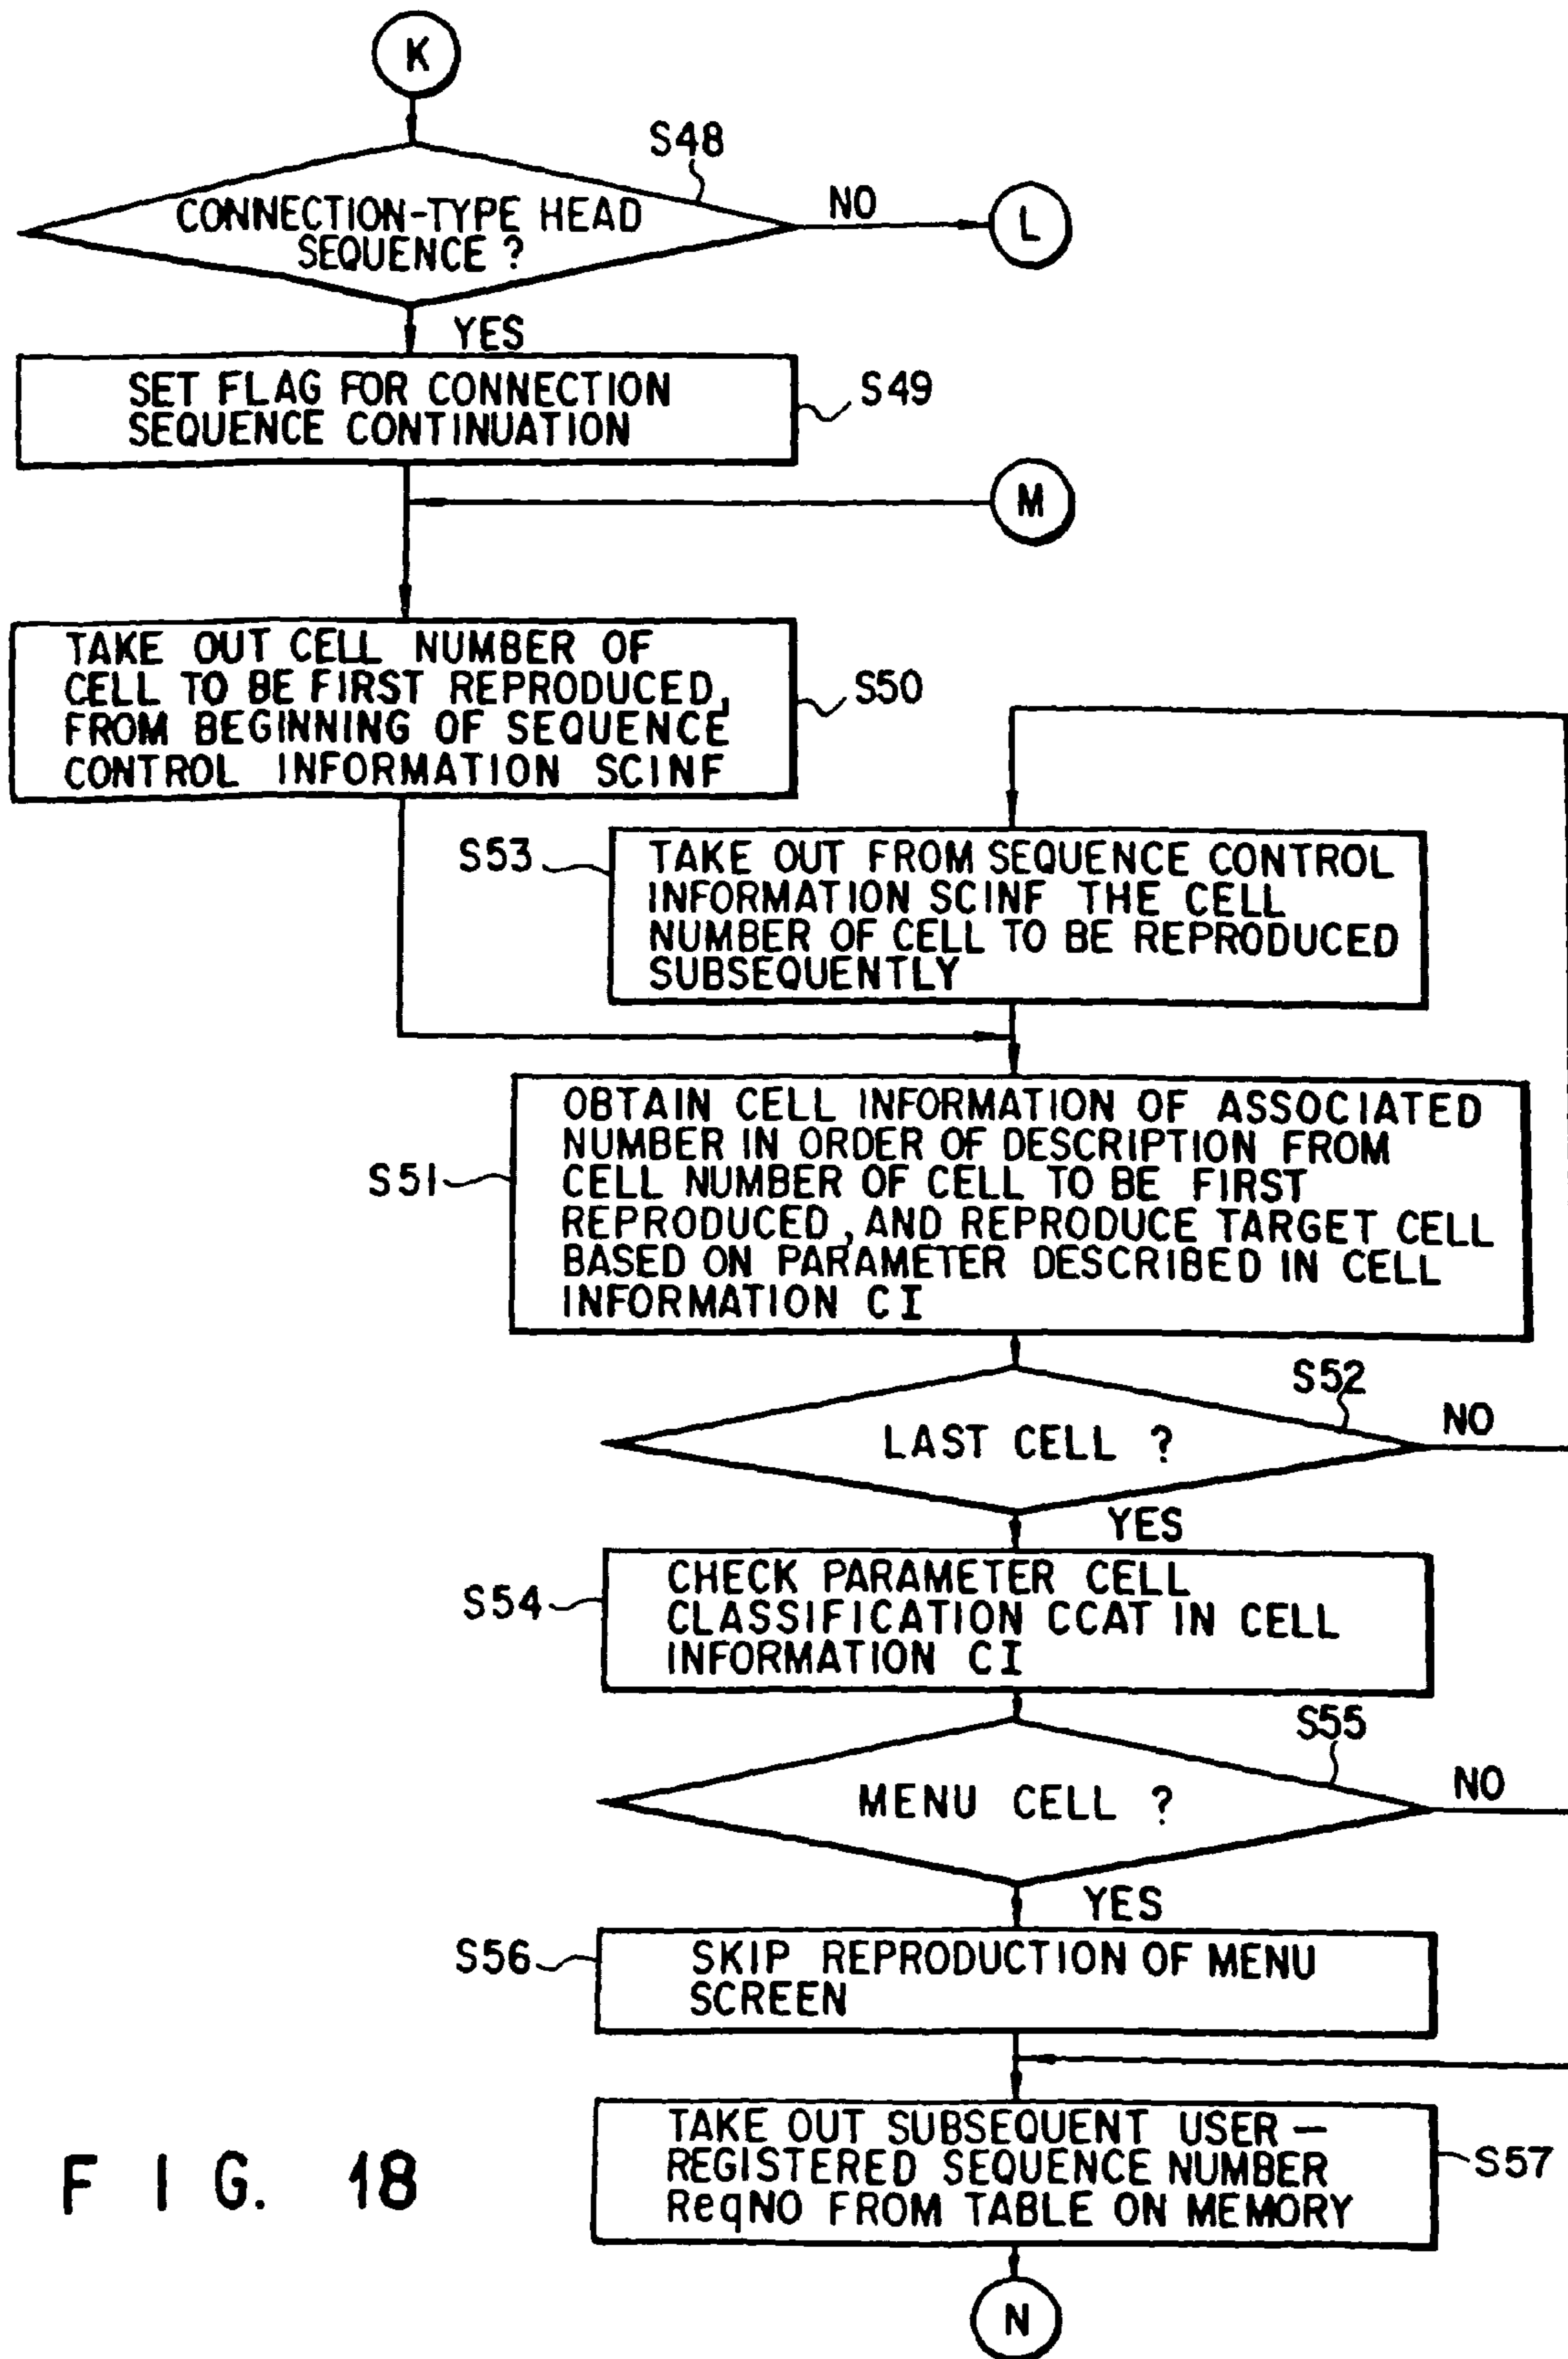 K
S48
CONNECTION-TYPE HEAD
SEQUENCE ?
NO
L
YES
SET FLAG FOR CONNECTION
SEQUENCE CONTINUATION
S49
M
TAKE OUT CELL NUMBER OF
CELL TO BE FIRST REPRODUCED,
FROM BEGINNING OF SEQUENCE
CONTROL INFORMATION SCINF
S50
S53
TAKE OUT FROM SEQUENCE CONTROL
INFORMATION SCINF THE CELL
NUMBER OF CELL TO BE REPRODUCED
SUBSEQUENTLY
S51
OBTAIN CELL INFORMATION OF ASSOCIATED
NUMBER IN ORDER OF DESCRIPTION FROM
CELL NUMBER OF CELL TO BE FIRST
REPRODUCED, AND REPRODUCE TARGET CELL
BASED ON PARAMETER DESCRIBED IN CELL
INFORMATION CI
S52
LAST CELL ?
NO
YES
S54
CHECK PARAMETER CELL
CLASSIFICATION CCAT IN CELL
INFORMATION CI
S55
MENU CELL ?
NO
YES
S56
SKIP REPRODUCTION OF MENU
SCREEN
TAKE OUT SUBSEQUENT USER-
REGISTERED SEQUENCE NUMBER
ReqNO FROM TABLE ON MEMORY
S57
FIG. 18
N